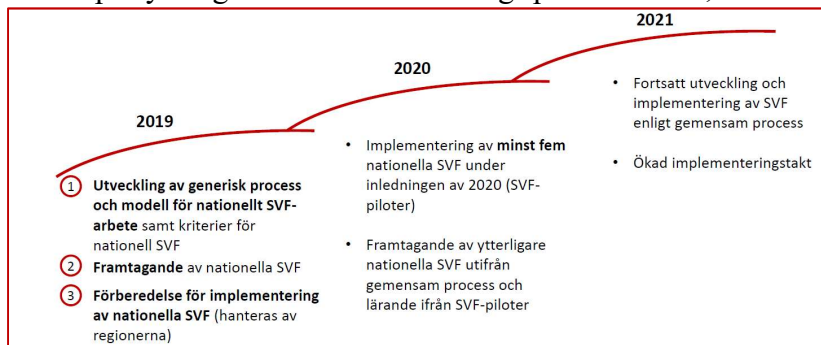 2021
2020
2019
• Fortsatt utveckling och
implementering av SVF
enligt gemensam process
• Ökad implementeringstakt
• Implementering av minst fem
nationella SVF under
inledningen av 2020 (SVF-
piloter)
• Framtagande av ytterligare
nationella SVF utifrån
gemensam process och
lärande ifrån SVF-piloter
1 Utveckling av generisk process
och modell för nationellt SVF-
arbete samt kriterier för
nationell SVF
2 Framtagande av nationella SVF
3 Förberedelse för implementering
av nationella SVF (hanteras av
regionerna)